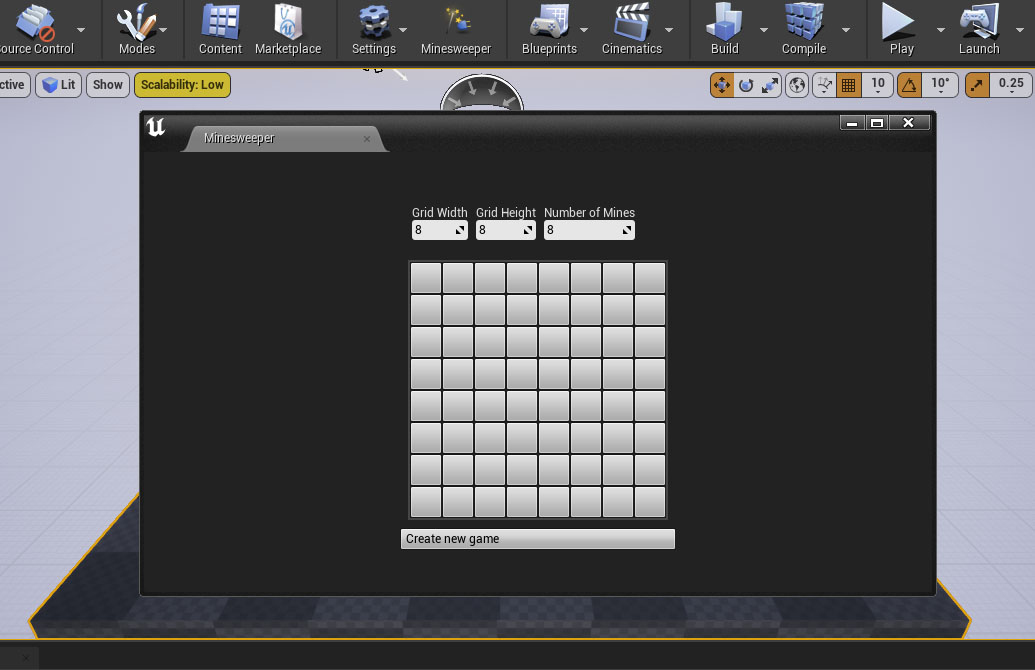 ource Control
Modes
Content
Marketplace
Settings
Minesweeper
Blueprints
Cinematics
Build
Compile
Play
Launch
ctive
Lit
Show
Scalability: Low
10
10°
0.25
Minesweeper
Grid Width
Grid Height
Number of Mines
8
8
8
Create new game